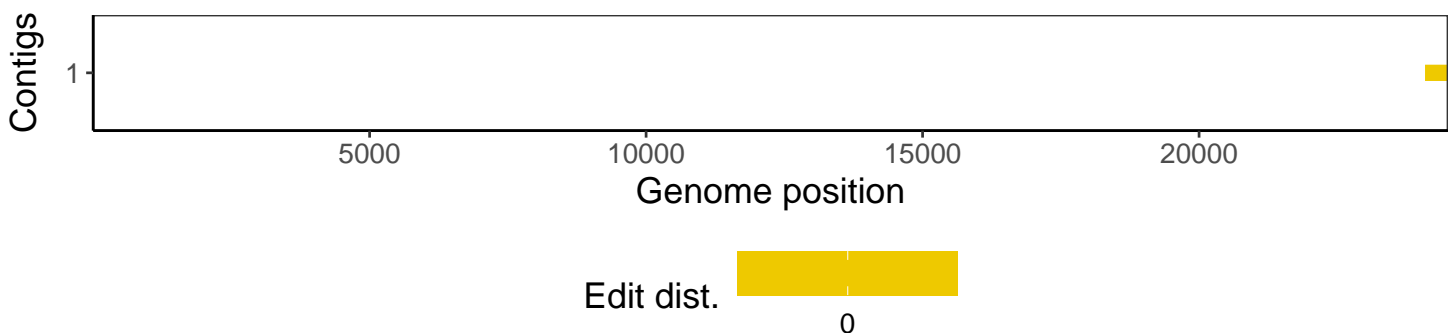 Contigs
1
5000 10000 15000 20000
Genome position
Edit dist.
0